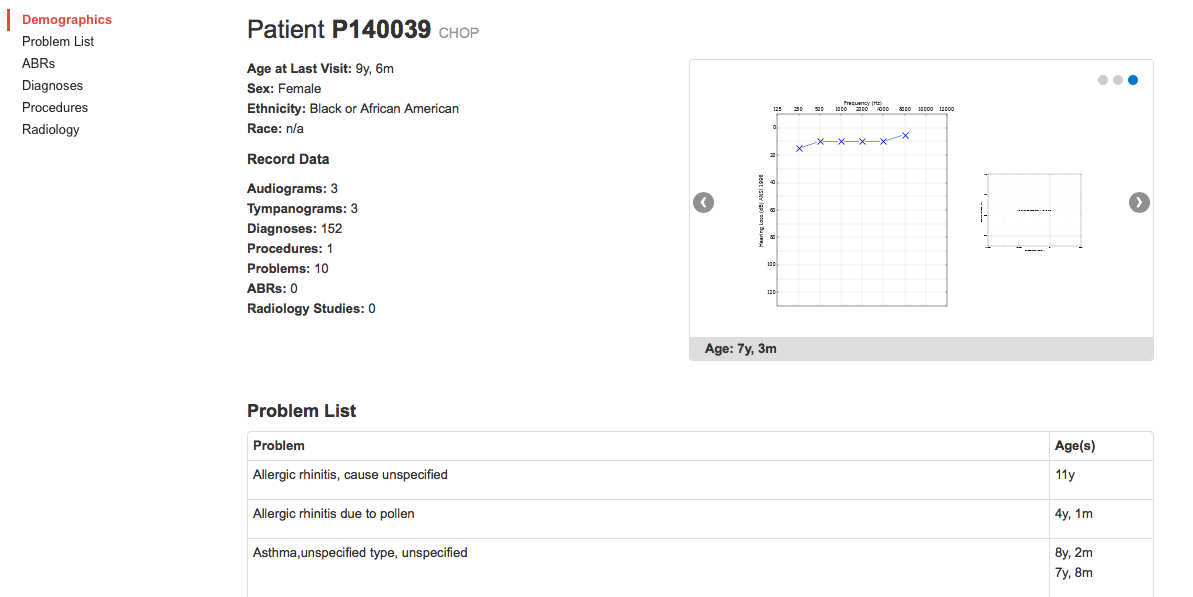 Demographics
Problem List
ABRs
Diagnoses
Procedures
Radiology
Patient P140039 CHOP
Age at Last Visit: 9y, 6m
Sex: Female
Ethnicity: Black or African American
Race: n/a
Record Data
Audiograms: 3
Tympanograms: 3
Diagnoses: 152
Procedures: 1
Problems: 10
ABRs: 0
Radiology Studies: 0
Frequency (Hz)
125 250 500 1000 2000 4000 8000 10000 12000
Hearing Loss (dB) ANSI 1996
0
20
40
60
80
100
120
Age: 7y, 3m
Problem List
Problem Age(s)
Allergic rhinitis, cause unspecified 11y
Allergic rhinitis due to pollen 4y, 1m
Asthma,unspecified type, unspecified 8y, 2m
7y, 8m